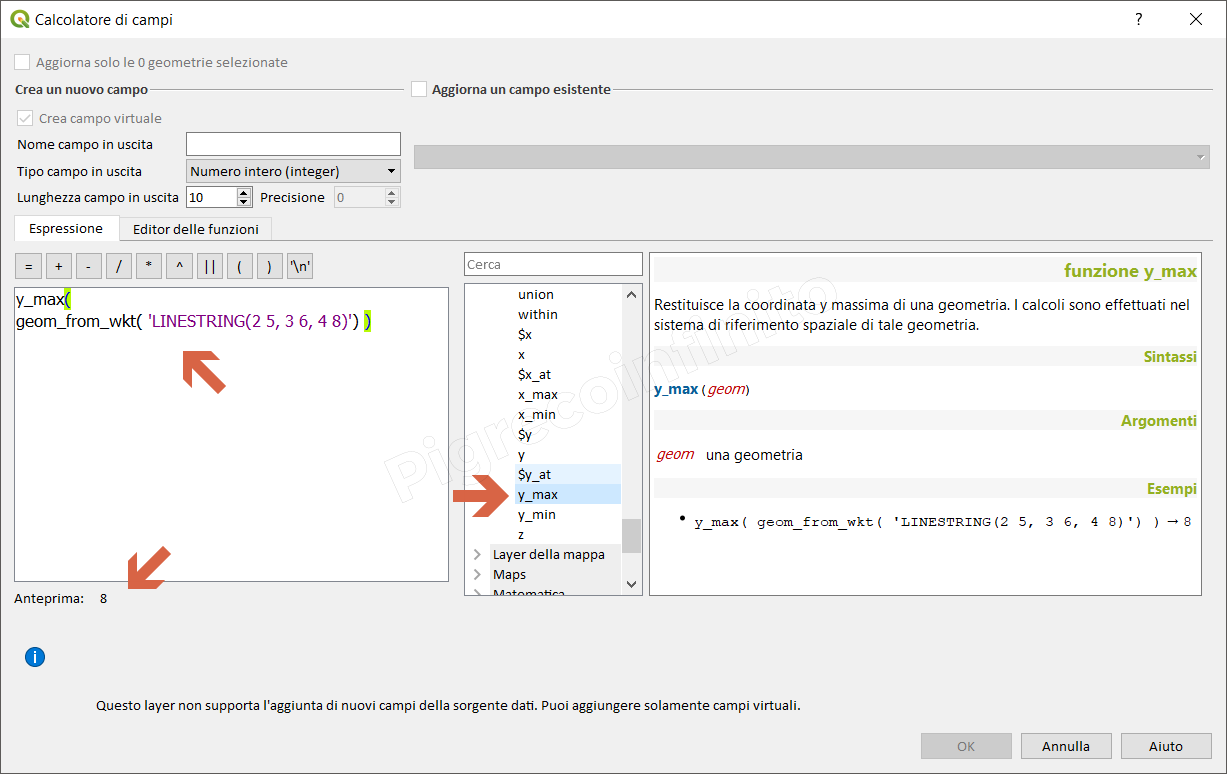 Calcolatore di campi
?
Aggiorna solo le 0 geometrie selezionate
Crea un nuovo campo
Aggiorna un campo esistente
Crea campo virtuale
Nome campo in uscita
Tipo campo in uscita Numero intero (integer)
Lunghezza campo in uscita 10 Precisione 0
Espressione Editor delle funzioni
= + - / * ^ || ( ) '\n'
y_max(
geom_from_wkt( 'LINESTRING(2 5, 3 6, 4 8)') )
Anteprima: 8
Cerca
union
within
$x
x
$x_at
x_max
x_min
$y
y
$y_at
y_max
y_min
z
Layer della mappa
Maps
Matematica
funzione y_max
Restituisce la coordinata y massima di una geometria. I calcoli sono effettuati nel
sistema di riferimento spaziale di tale geometria.
Sintassi
y_max (geom)
Argomenti
geom una geometria
Esempi
• y_max( geom_from_wkt( 'LINESTRING(2 5, 3 6, 4 8)') ) → 8
Pigrecoinfinito
i
Questo layer non supporta l'aggiunta di nuovi campi della sorgente dati. Puoi aggiungere solamente campi virtuali.
OK Annulla Aiuto